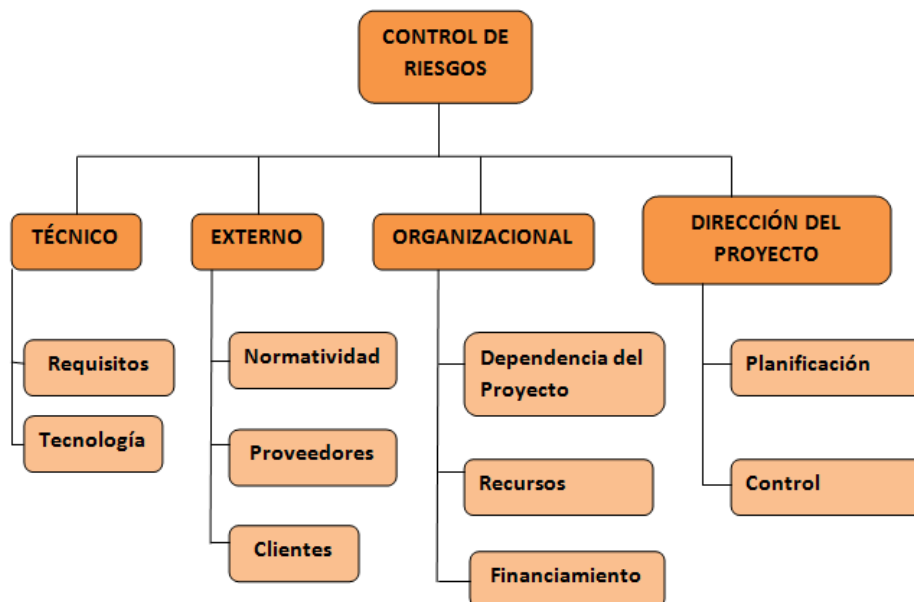 CONTROL DE
RIESGOS
TÉCNICO
EXTERNO
ORGANIZACIONAL
DIRECCIÓN DEL
PROYECTO
Requisitos
Tecnología
Normatividad
Proveedores
Clientes
Dependencia del
Proyecto
Recursos
Financiamiento
Planificación
Control